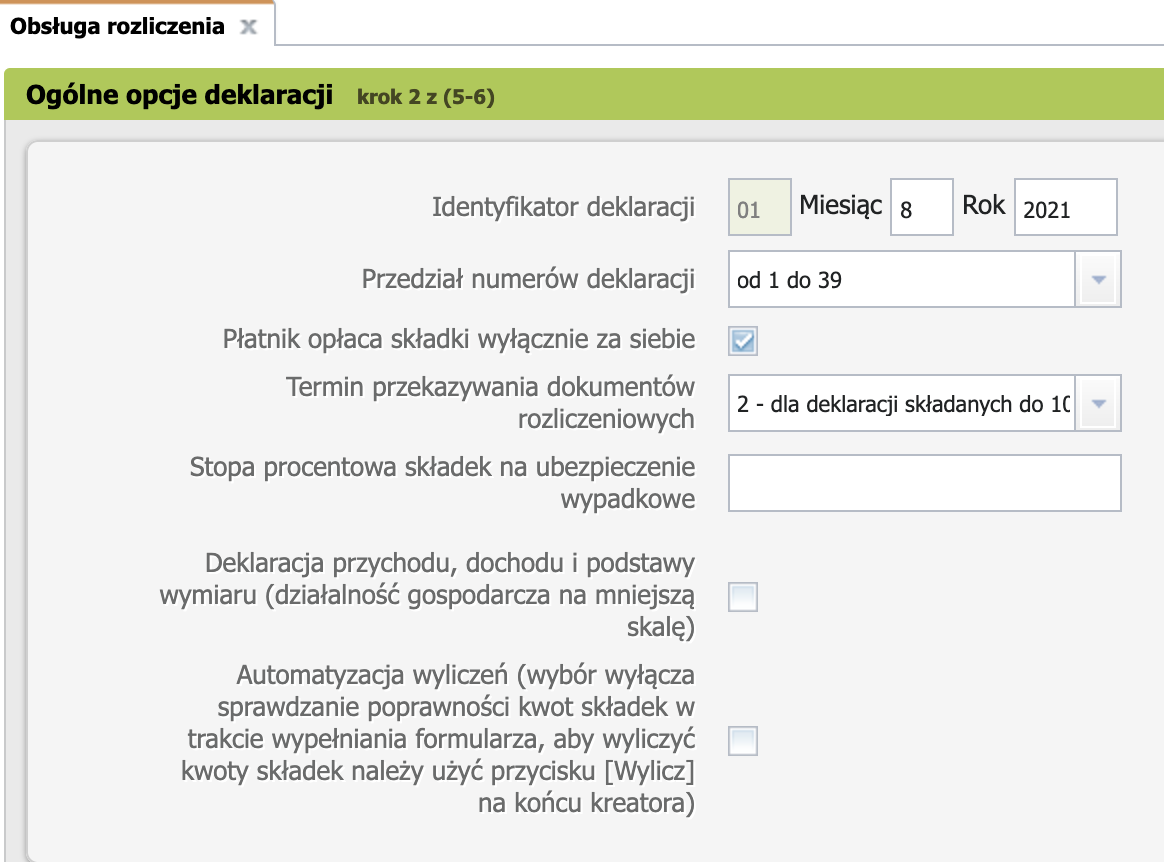 Obsługa rozliczenia
Ogólne opcje deklaracji krok 2 z (5-6)
Identyfikator deklaracji 01 Miesiąc 8 Rok 2021
Przedział numerów deklaracji od 1 do 39
Płatnik opłaca składki wyłącznie za siebie
Termin przekazywania dokumentów
rozliczeniowych
2 - dla deklaracji składanych do 10
Stopa procentowa składek na ubezpieczenie
wypadkowe
Deklaracja przychodu, dochodu i podstawy
wymiaru (działalność gospodarcza na mniejszą
skalę)
Automatyzacja wyliczeń (wybór wyłącza
sprawdzanie poprawności kwot składek w
trakcie wypełniania formularza, aby wyliczyć
kwoty składek należy użyć przycisku [Wylicz]
na końcu kreatora)